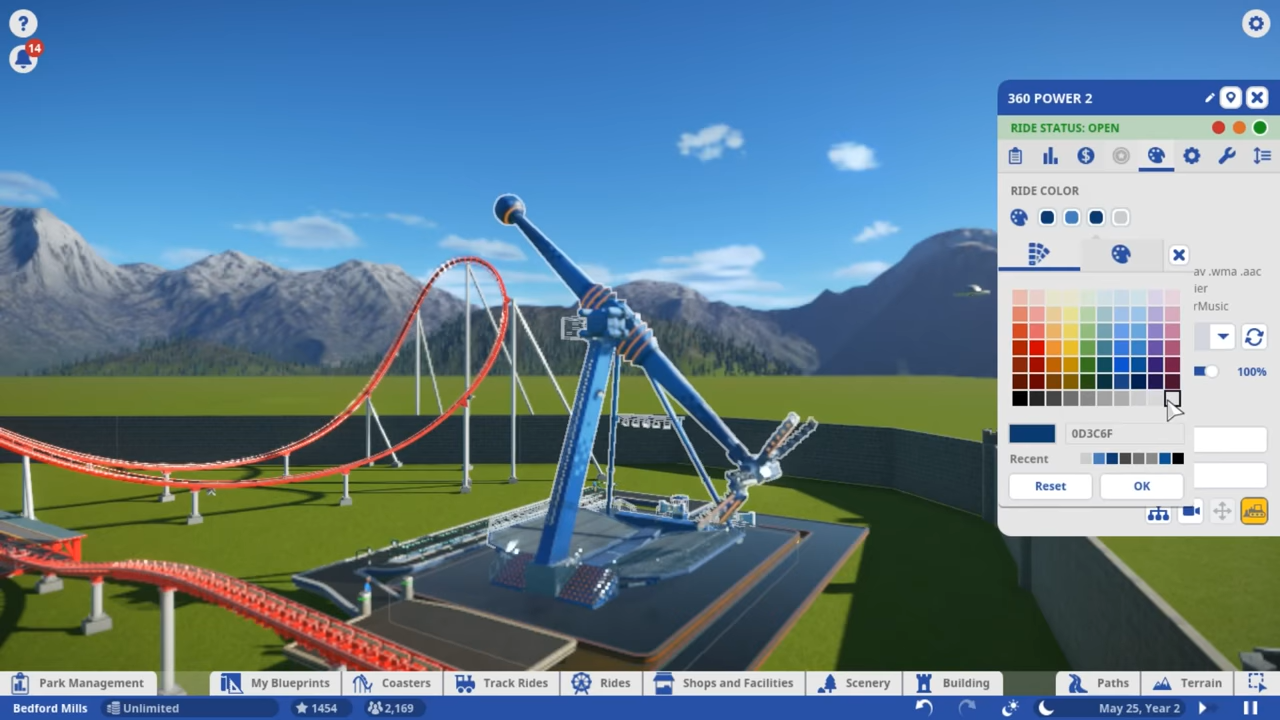 ?
14
360 POWER 2
RIDE STATUS: OPEN
RIDE COLOR
av .wma .aac
ier
rMusic
100%
0D3C6F
Recent
Reset
OK
Park Management
My Blueprints
Coasters
Track Rides
Rides
Shops and Facilities
Scenery
Building
Paths
Terrain
Bedford Mills
Unlimited
1454
2,169
May 25, Year 2